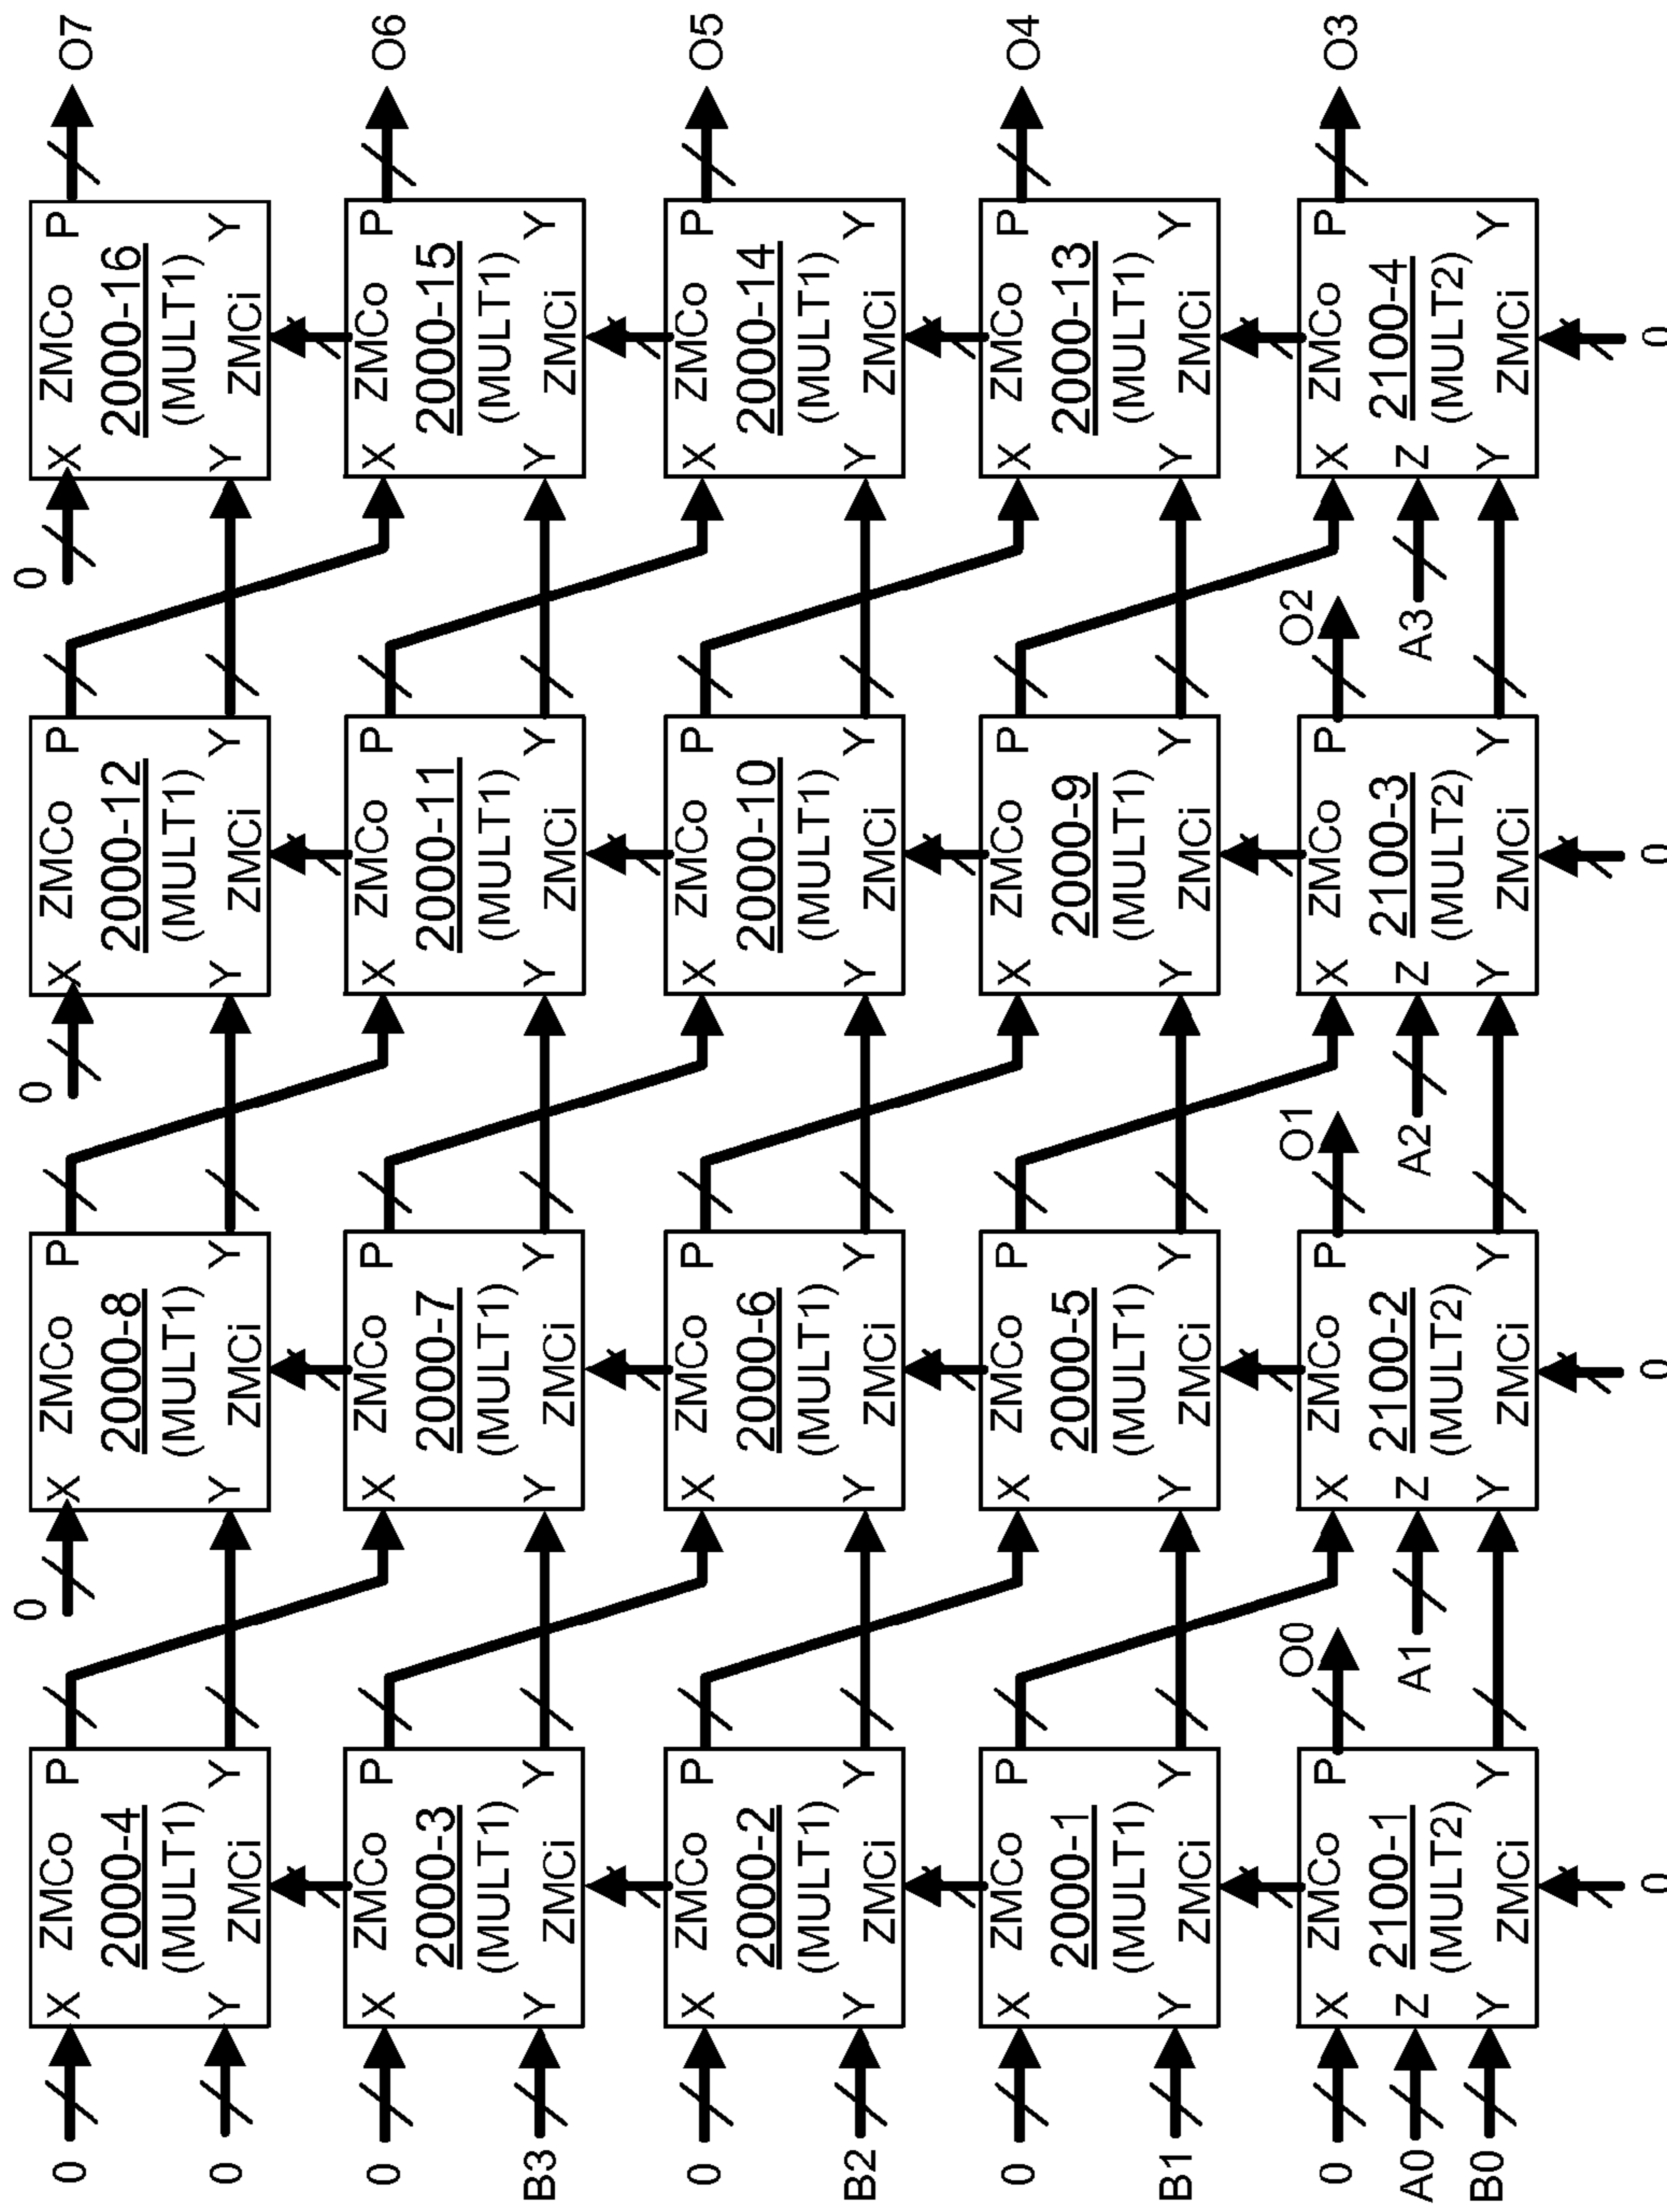 0 0 0
0 X ZMCo P X ZMCo P X ZMCo P X ZMCo P O7
2000-4 2000-8 2000-12 2000-16
(MULT1) (MULT1) (MULT1) (MULT1)
0 Y Y Y Y Y Y Y Y
ZMCi ZMCi ZMCi ZMCi
0 X ZMCo P X ZMCo P X ZMCo P X ZMCo P O6
2000-3 2000-7 2000-11 2000-15
(MULT1) (MULT1) (MULT1) (MULT1)
B3 Y Y Y Y Y Y Y Y
ZMCi ZMCi ZMCi ZMCi
0 X ZMCo P X ZMCo P X ZMCo P X ZMCo P O5
2000-2 2000-6 2000-10 2000-14
(MULT1) (MULT1) (MULT1) (MULT1)
B2 Y Y Y Y Y Y Y Y
ZMCi ZMCi ZMCi ZMCi
0 X ZMCo P X ZMCo P X ZMCo P X ZMCo P O4
2000-1 2000-5 2000-9 2000-13
(MULT1) (MULT1) (MULT1) (MULT1)
B1 Y Y Y Y Y Y Y Y
ZMCi ZMCi ZMCi ZMCi
O0 O1 O2
0 X ZMCo P X ZMCo P X ZMCo P X ZMCo P O3
A0 Z 2100-1 A1 Z 2100-2 A2 Z 2100-3 A3 Z 2100-4
(MULT2) (MULT2) (MULT2) (MULT2)
B0 Y Y Y Y Y Y Y Y
ZMCi ZMCi ZMCi ZMCi
0 0 0 0